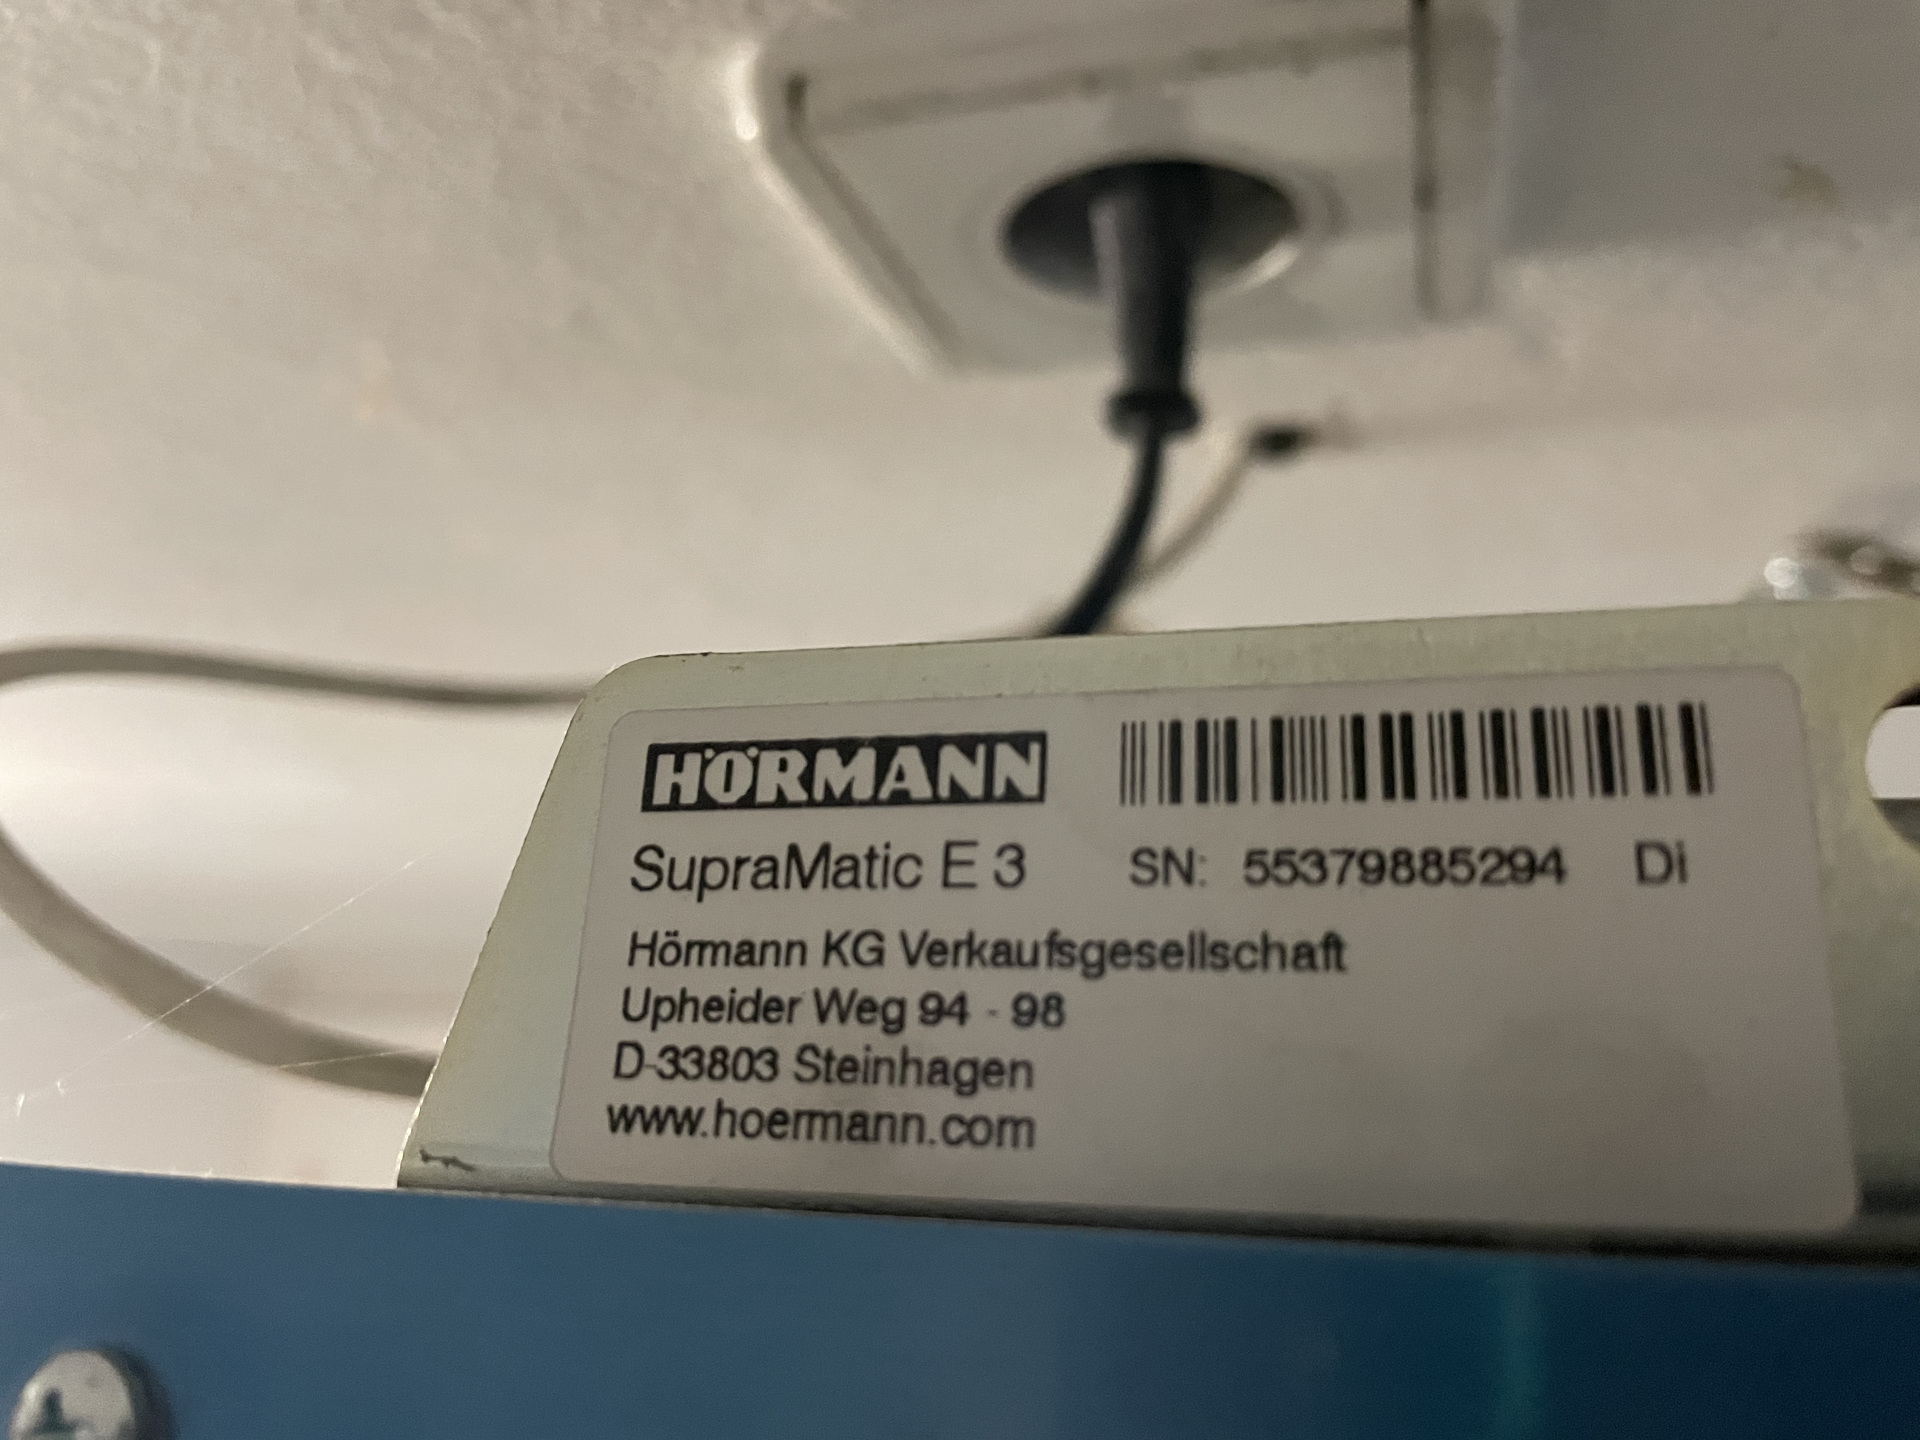 HÖRMANN
SupraMatic E 3 SN: 55379885294 Di
Hörmann KG Verkaufsgesellschaft
Upheider Weg 94 - 98
D-33803 Steinhagen
www.hoermann.com